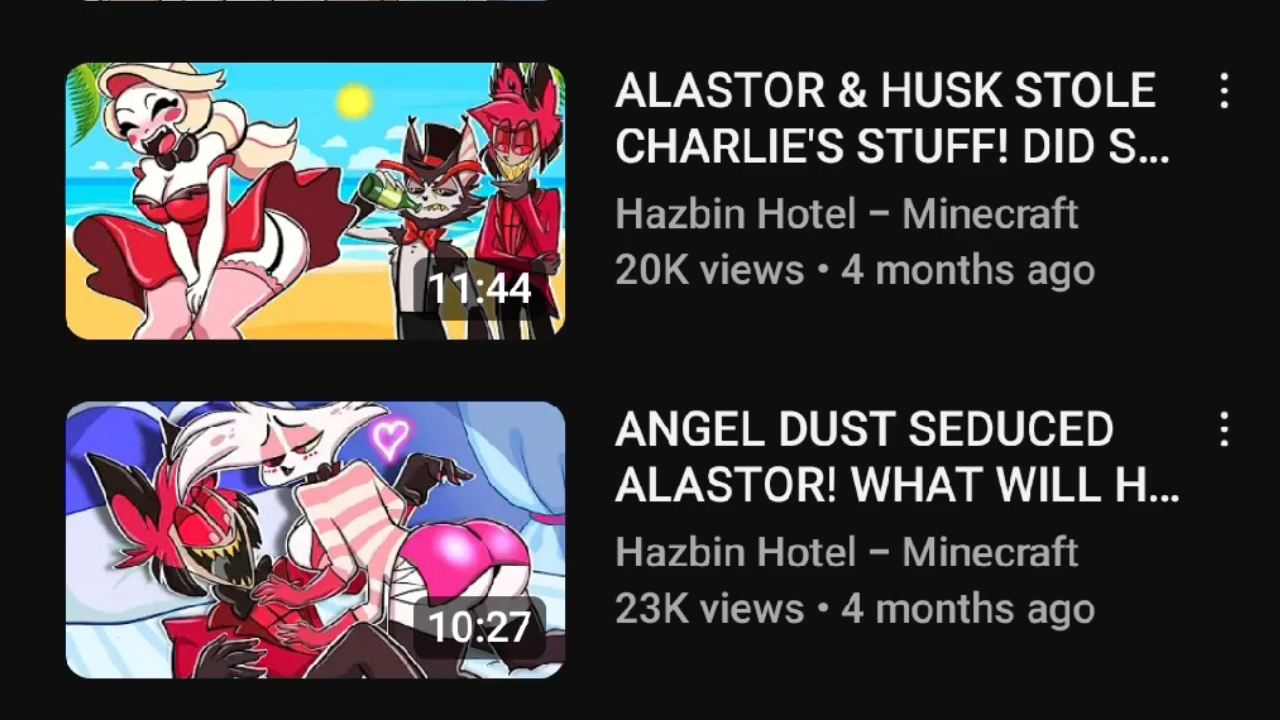 ALASTOR & HUSK STOLE
CHARLIE'S STUFF! DID S...
Hazbin Hotel – Minecraft
20K views • 4 months ago
11:44
ANGEL DUST SEDUCED
ALASTOR! WHAT WILL H...
Hazbin Hotel – Minecraft
23K views • 4 months ago
10:27